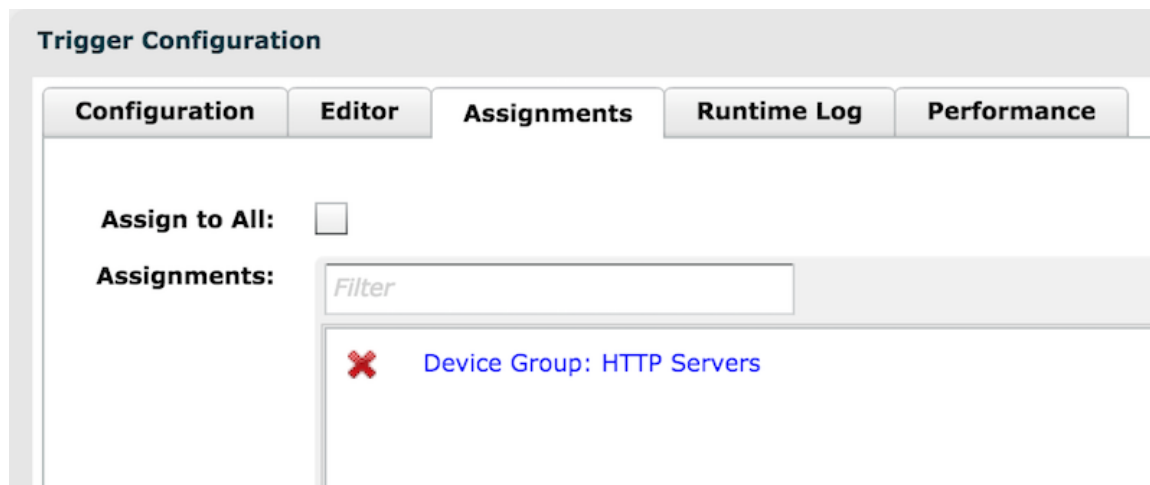 Trigger Configuration
Configuration Editor Assignments Runtime Log Performance
Assign to All:
Assignments:
Filter
Device Group: HTTP Servers